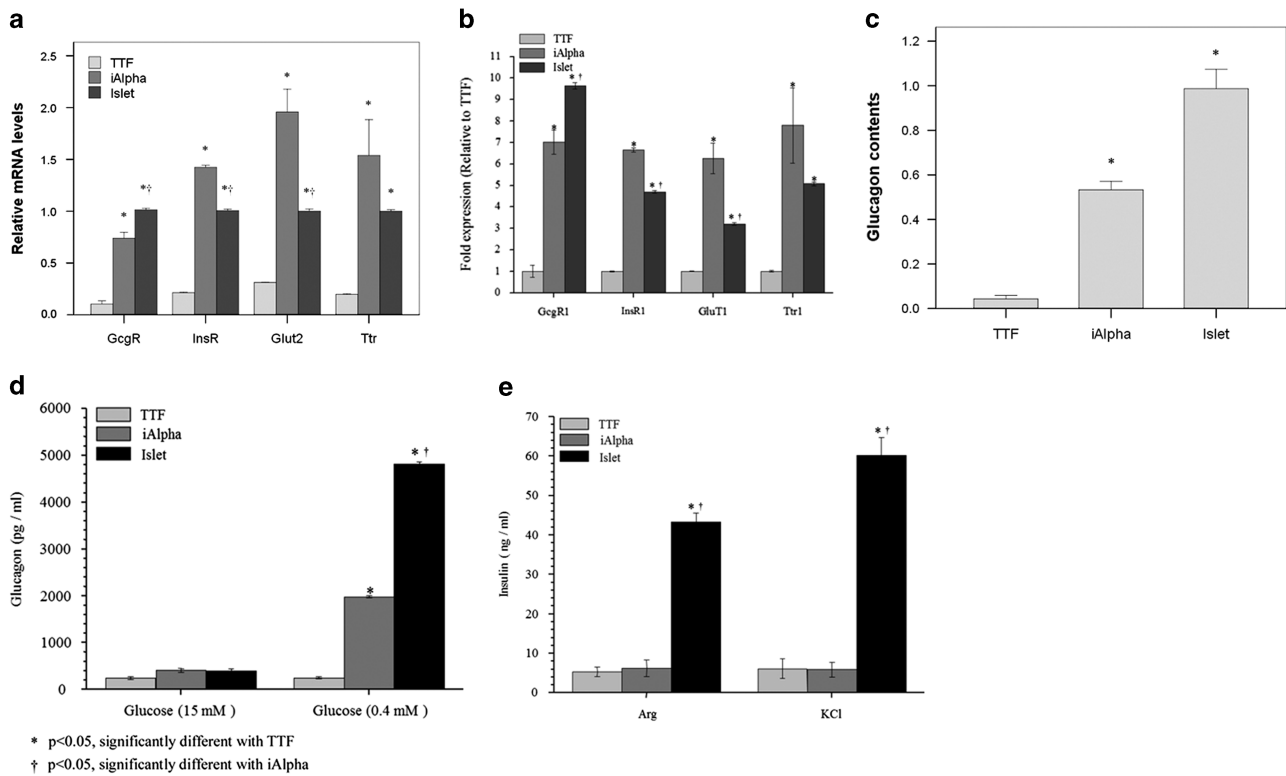 a
Relative mRNA levels
2.5
2.0
1.5
1.0
0.5
0.0
TTF
iAlpha
Islet
*
*‡
*
*‡
*
*‡
*
*
GcgR
InsR
Glut2
Ttr
b
Fold expression (Relative to TTF)
TTF
iAlpha
Islet
11
10
9
8
7
6
5
4
3
2
1
0
*
* †
*
* †
*
* †
*
*
GcgR1
InsR1
GluT1
Ttr1
c
Glucagon contents
1.2
1.0
0.8
0.6
0.4
0.2
0.0
*
*
TTF
iAlpha
Islet
d
Glucagon (pg / ml)
6000
5000
4000
3000
2000
1000
0
TTF
iAlpha
Islet
*
* †
Glucose (15 mM )
Glucose (0.4 mM )
* p<0.05, significantly different with TTF
† p<0.05, significantly different with iAlpha
e
Insulin ( ng / ml)
70
60
50
40
30
20
10
0
TTF
iAlpha
Islet
* †
* †
Arg
KCl